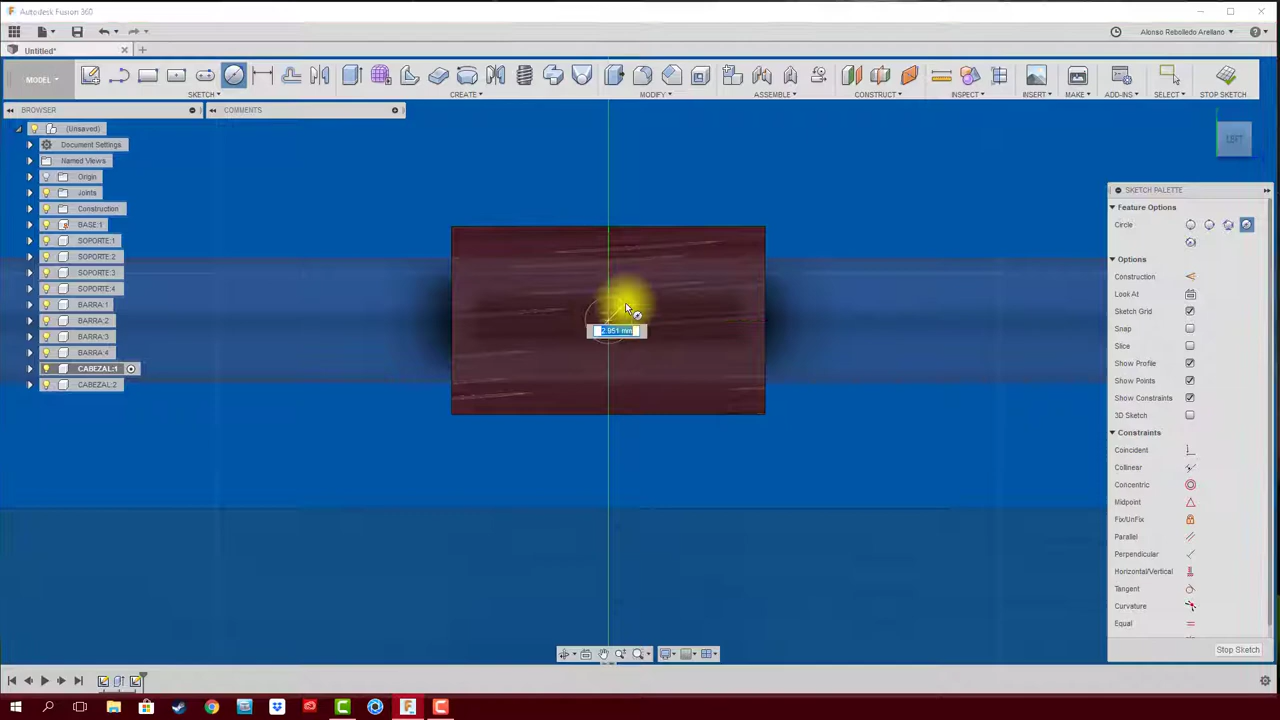 Autodesk Fusion 360
Alonso Rebolledo Arellano
Untitled*
MODEL
SKETCH
CREATE
MODIFY
ASSEMBLE
CONSTRUCT
INSPECT
INSERT
MAKE
ADD-INS
SELECT
STOP SKETCH
BROWSER
COMMENTS
(Unsaved)
Document Settings
Named Views
Origin
Joints
Construction
BASE:1
SOPORTE:1
SOPORTE:2
SOPORTE:3
SOPORTE:4
BARRA:1
BARRA:2
BARRA:3
BARRA:4
CABEZAL:1
CABEZAL:2
LEFT
2.951 mm
SKETCH PALETTE
Feature Options
Circle
Options
Construction
Look At
Sketch Grid
Snap
Slice
Show Profile
Show Points
Show Constraints
3D Sketch
Constraints
Coincident
Collinear
Concentric
Midpoint
Fix/UnFix
Parallel
Perpendicular
Horizontal/Vertical
Tangent
Curvature
Equal
Stop Sketch